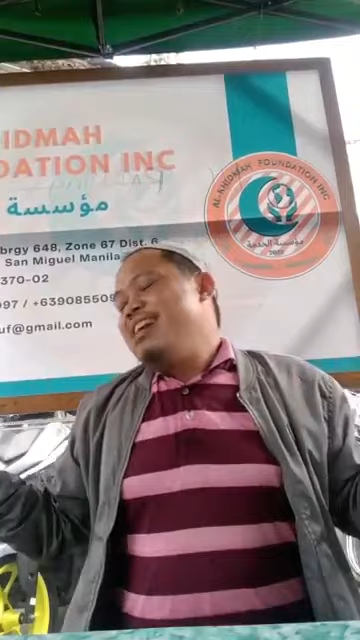 IDMAH
DATION INC
مؤسسة
Brgy 648, Zone 67 Dist. 6
San Miguel Manila
370-02
097 / +639085509
uf@gmail.com
AL-KHIDMAH FOUNDATION INC
مؤسسة الخدمة